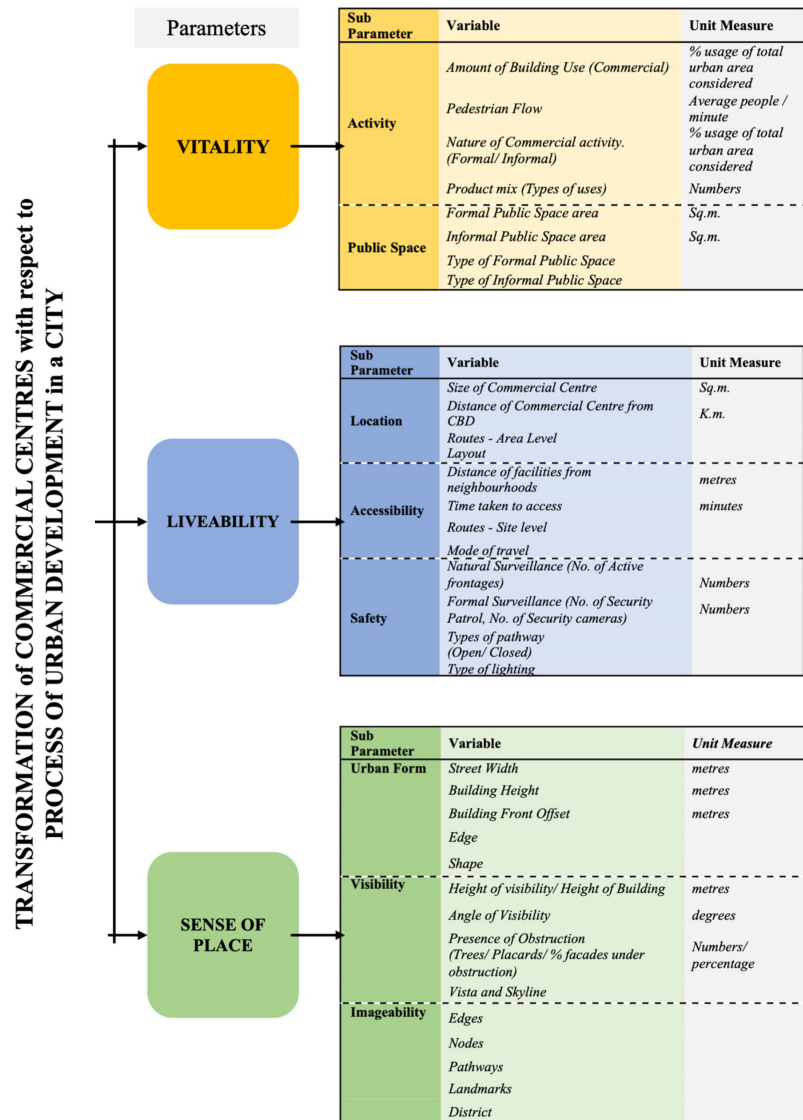 TRANSFORMATION of COMMERCIAL CENTRES with respect to
PROCESS Of URBAN DEVELOPMENT in a CITY
Parameters
VITALITY
Sub
Parameter
Variable
Unit Measure
Activity
Amount of Building Use (Commercial)
% usage of total
urban area
considered
Pedestrian Flow
Average people /
minute
Nature of Commercial activity.
(Formal/ Informal)
% usage of total
urban area
considered
Product mix (Types of uses)
Numbers
Public Space
Formal Public Space area
Sq.m.
Informal Public Space area
Sq.m.
Type of Formal Public Space
Type of Informal Public Space
LIVEABILITY
Sub
Parameter
Variable
Unit Measure
Location
Size of Commercial Centre
Sq.m.
Distance of Commercial Centre from
CBD
K.m.
Routes - Area Level
Layout
Accessibility
Distance of facilities from
neighbourhoods
metres
Time taken to access
minutes
Routes - Site level
Mode of travel
Safety
Natural Surveillance (No. of Active
frontages)
Numbers
Formal Surveillance (No. of Security
Patrol, No. of Security cameras)
Numbers
Types of pathway
(Open/ Closed)
Type of lighting
SENSE OF
PLACE
Sub
Parameter
Variable
Unit Measure
Urban Form
Street Width
metres
Building Height
metres
Building Front Offset
metres
Edge
Shape
Visibility
Height of visibility/ Height of Building
metres
Angle of Visibility
degrees
Presence of Obstruction
(Trees/ Placards/ % facades under
obstruction)
Numbers/
percentage
Vista and Skyline
Imageability
Edges
Nodes
Pathways
Landmarks
District